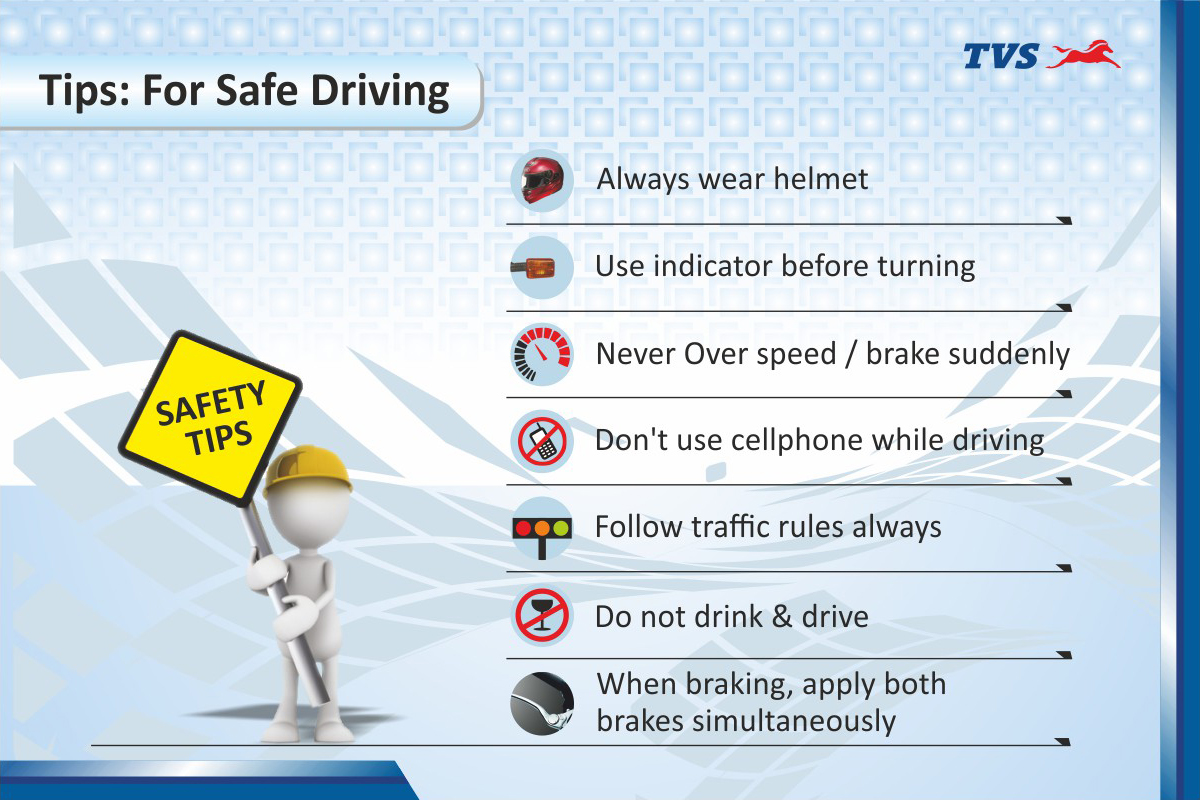 TVS
Tips: For Safe Driving
Always wear helmet
Use indicator before turning
Never Over speed / brake suddenly
Don't use cellphone while driving
Follow traffic rules always
Do not drink & drive
When braking, apply both
brakes simultaneously
SAFETY
TIPS